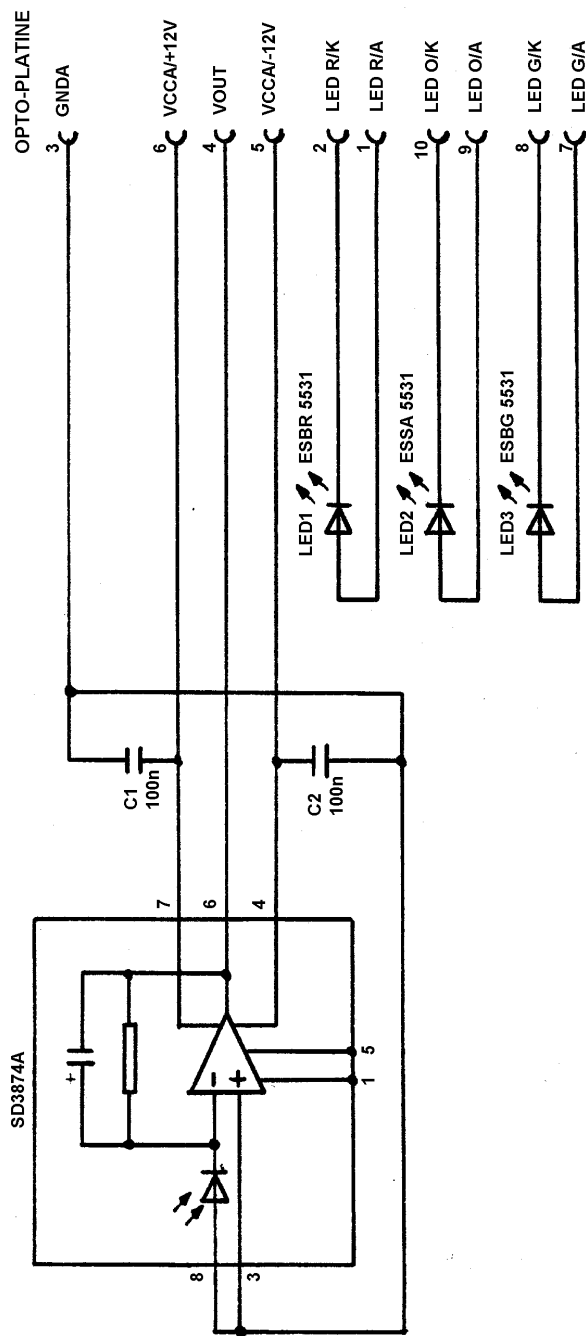 OPTO-PLATINE
3 GNDA
6 VCCA/+12V
4 VOUT
5 VCCA/-12V
2 LED R/K
1 LED R/A
10 LED O/K
9 LED O/A
8 LED G/K
7 LED G/A
LED1 ESBR 5531
LED2 ESSA 5531
LED3 ESBG 5531
C1
100n
C2
100n
SD3874A
7
6
4
+
−
+
5
1
8
3